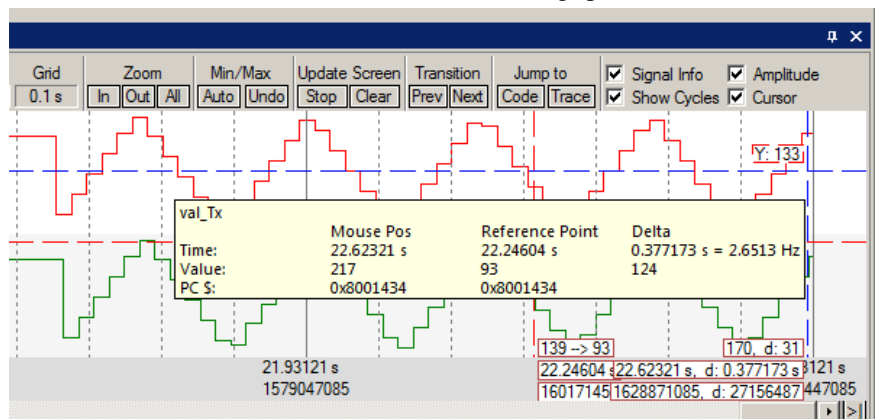 Grid Zoom Min/Max Update Screen Transition Jump to Signal Info Amplitude
0.1 s In Out All Auto Undo Stop Clear Prev Next Code Trace Show Cycles Cursor
Y: 133
val_Tx
Mouse Pos Reference Point Delta
Time: 22.62321 s 22.24604 s 0.377173 s = 2.6513 Hz
Value: 217 93 124
PC $: 0x8001434 0x8001434
139 --> 93 170, d: 31
21.93121 s 22.24604 22.62321 s, d: 0.377173 s 3121 s
1579047085 16017145 1628871085, d: 27156487 447085